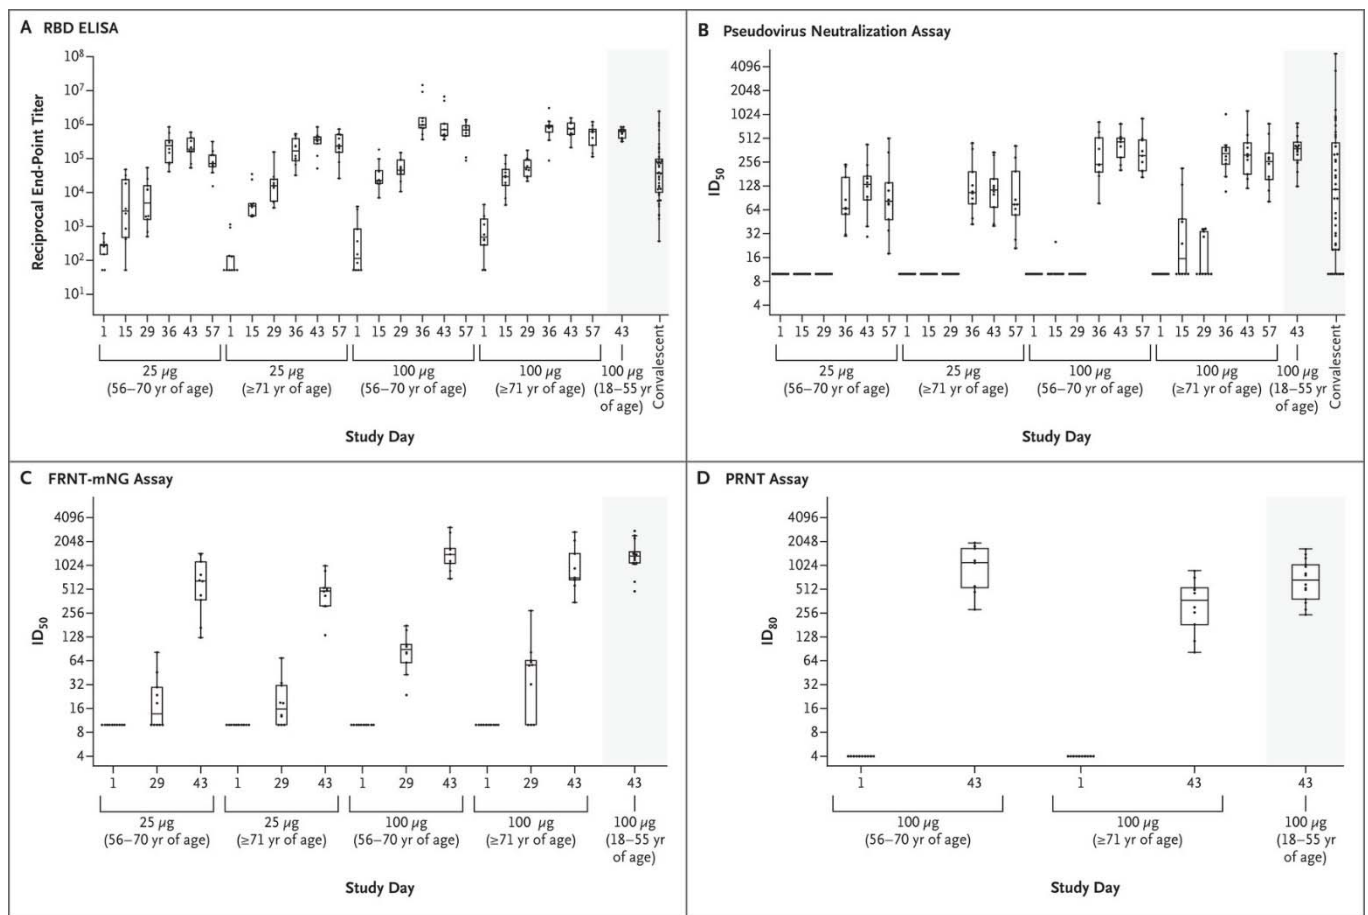 A RBD ELISA
Reciprocal End-Point Titer
10⁸
10⁷
10⁶
10⁵
10⁴
10³
10²
10¹
1 15 29 36 43 57 1 15 29 36 43 57 1 15 29 36 43 57 1 15 29 36 43 57 43
Convalescent
25 μg
(56–70 yr of age)
25 μg
(≥71 yr of age)
100 μg
(56–70 yr of age)
100 μg
(≥71 yr of age)
100 μg
(18–55 yr
of age)
Study Day
B Pseudovirus Neutralization Assay
ID₅₀
4096
2048
1024
512
256
128
64
32
16
8
4
1 15 29 36 43 57 1 15 29 36 43 57 1 15 29 36 43 57 1 15 29 36 43 57 43
Convalescent
25 μg
(56–70 yr of age)
25 μg
(≥71 yr of age)
100 μg
(56–70 yr of age)
100 μg
(≥71 yr of age)
100 μg
(18–55 yr
of age)
Study Day
C FRNT-mNG Assay
ID₅₀
4096
2048
1024
512
256
128
64
32
16
8
4
1 29 43 1 29 43 1 29 43 1 29 43 43
25 μg
(56–70 yr of age)
25 μg
(≥71 yr of age)
100 μg
(56–70 yr of age)
100 μg
(≥71 yr of age)
100 μg
(18–55 yr
of age)
Study Day
D PRNT Assay
ID₈₀
4096
2048
1024
512
256
128
64
32
16
8
4
1 43 1 43 43
100 μg
(56–70 yr of age)
100 μg
(≥71 yr of age)
100 μg
(18–55 yr
of age)
Study Day